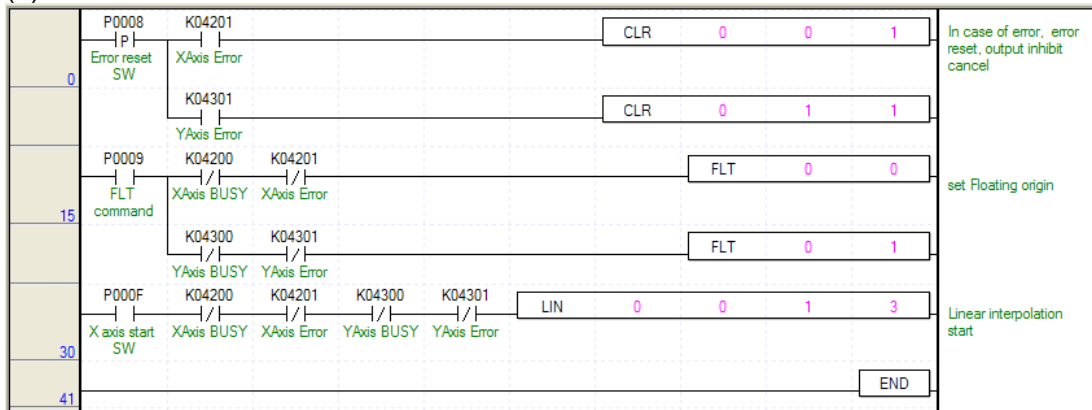 P0008 K04201
P CLR 0 0 1 In case of error, error
Error reset XAxis Error reset, output inhibit
SW cancel
0
K04301
CLR 0 1 1
YAxis Error
P0009 K04200 K04201
FLT 0 0
FLT XAxis BUSY XAxis Error set Floating origin
command
15
K04300 K04301
FLT 0 1
YAxis BUSY YAxis Error
P000F K04200 K04201 K04300 K04301
LIN 0 0 1 3 Linear interpolation
X axis start XAxis BUSY XAxis Error YAxis BUSY YAxis Error start
SW
30
END
41